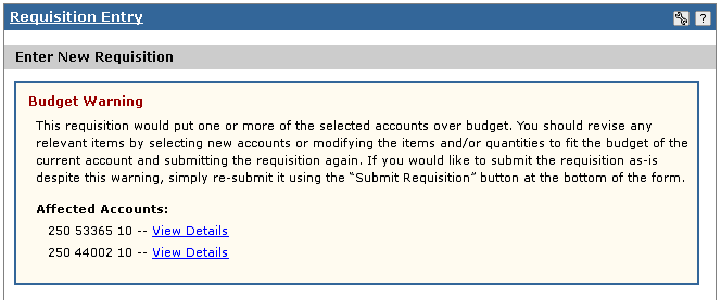 Requisition Entry ?
Enter New Requisition
Budget Warning
This requisition would put one or more of the selected accounts over budget. You should revise any
relevant items by selecting new accounts or modifying the items and/or quantities to fit the budget of the
current account and submitting the requisition again. If you would like to submit the requisition as-is
despite this warning, simply re-submit it using the “Submit Requisition” button at the bottom of the form.
Affected Accounts:
250 53365 10 -- View Details
250 44002 10 -- View Details